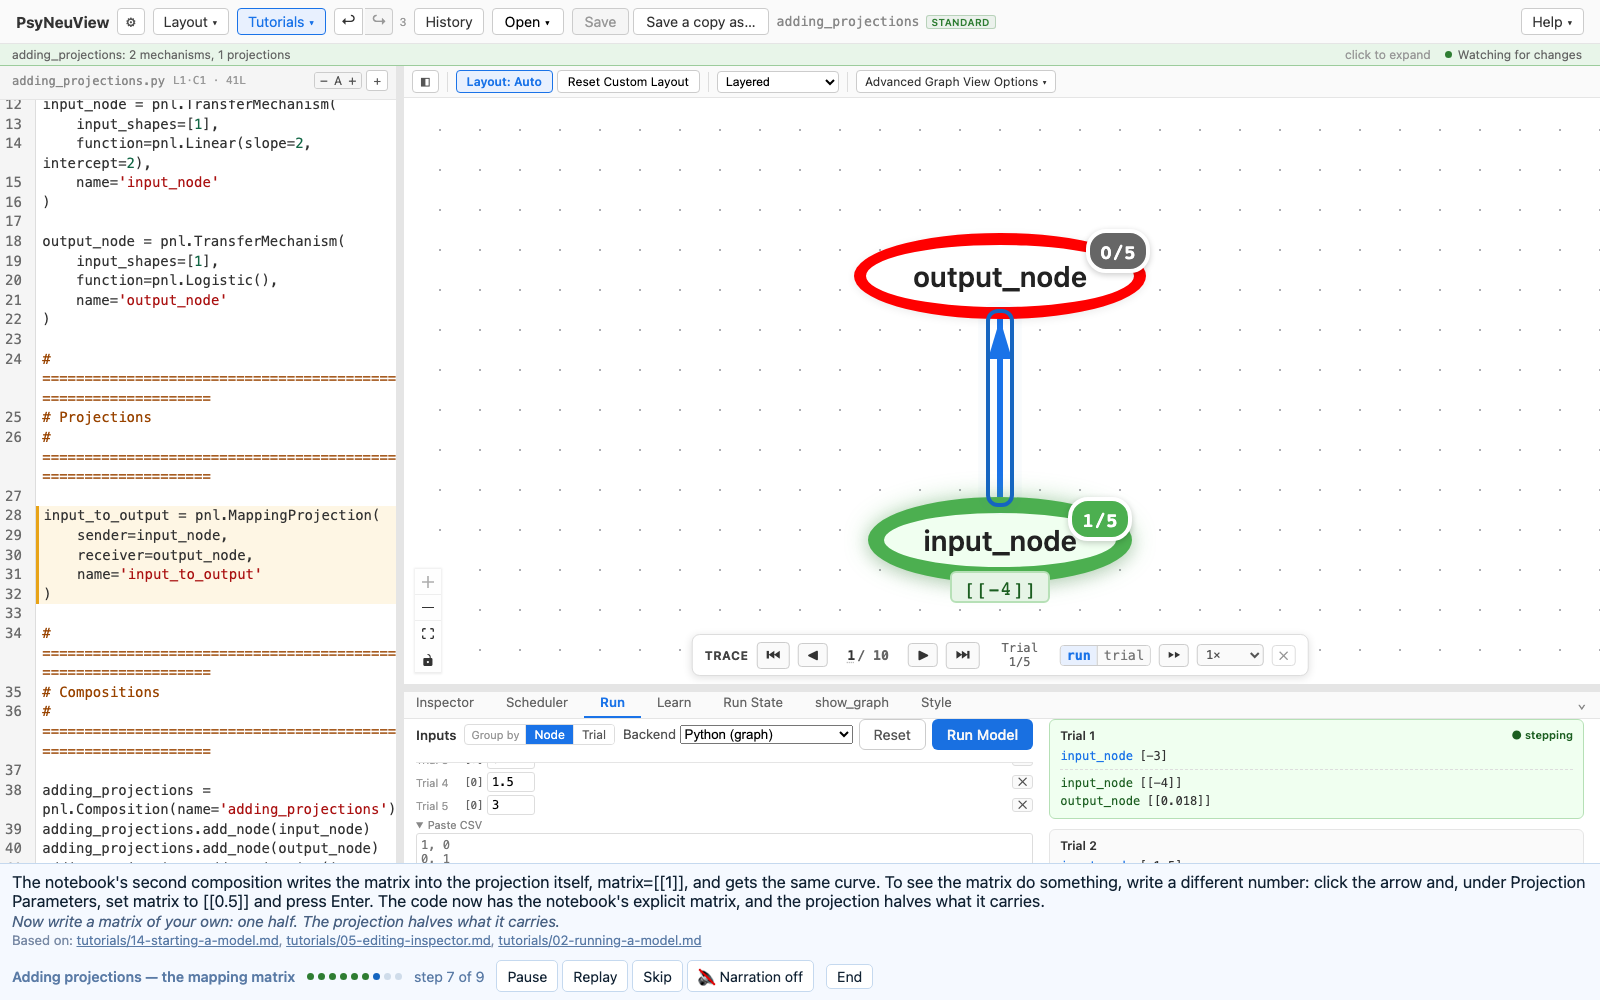 PsyNeuView
Layout ▾
Tutorials ▾
3
History
Open ▾
Save
Save a copy as...
adding_projections
STANDARD
Help ▾
adding_projections: 2 mechanisms, 1 projections
click to expand
Watching for changes
adding_projections.py L1·C1 · 41L
− A +
+
Layout: Auto
Reset Custom Layout
Layered
Advanced Graph View Options ▾
12 input_node = pnl.TransferMechanism(
13 input_shapes=[1],
14 function=pnl.Linear(slope=2,
intercept=2),
15 name='input_node'
16 )
17
18 output_node = pnl.TransferMechanism(
19 input_shapes=[1],
20 function=pnl.Logistic(),
21 name='output_node'
22 )
23
24 #
==========================================
====================
25 # Projections
26 #
==========================================
====================
27
28 input_to_output = pnl.MappingProjection(
29 sender=input_node,
30 receiver=output_node,
31 name='input_to_output'
32 )
33
34 #
==========================================
====================
35 # Compositions
36 #
==========================================
====================
37
38 adding_projections =
pnl.Composition(name='adding_projections')
39 adding_projections.add_node(input_node)
40 adding_projections.add_node(output_node)
output_node
0/5
input_node
1/5
[[-4]]
TRACE
1 / 10
Trial
1/5
run trial
1×
Inspector
Scheduler
Run
Learn
Run State
show_graph
Style
Inputs
Group by Node Trial
Backend Python (graph)
Reset
Run Model
Trial 4 [0] 1.5
Trial 5 [0] 3
▼ Paste CSV
1, 0
0, 1
Trial 1
stepping
input_node [-3]
input_node [[-4]]
output_node [[0.018]]
Trial 2
The notebook's second composition writes the matrix into the projection itself, matrix=[[1]], and gets the same curve. To see the matrix do something, write a different number: click the arrow and, under Projection
Parameters, set matrix to [[0.5]] and press Enter. The code now has the notebook's explicit matrix, and the projection halves what it carries.
Now write a matrix of your own: one half. The projection halves what it carries.
Based on: tutorials/14-starting-a-model.md, tutorials/05-editing-inspector.md, tutorials/02-running-a-model.md
Adding projections — the mapping matrix
step 7 of 9
Pause
Replay
Skip
Narration off
End